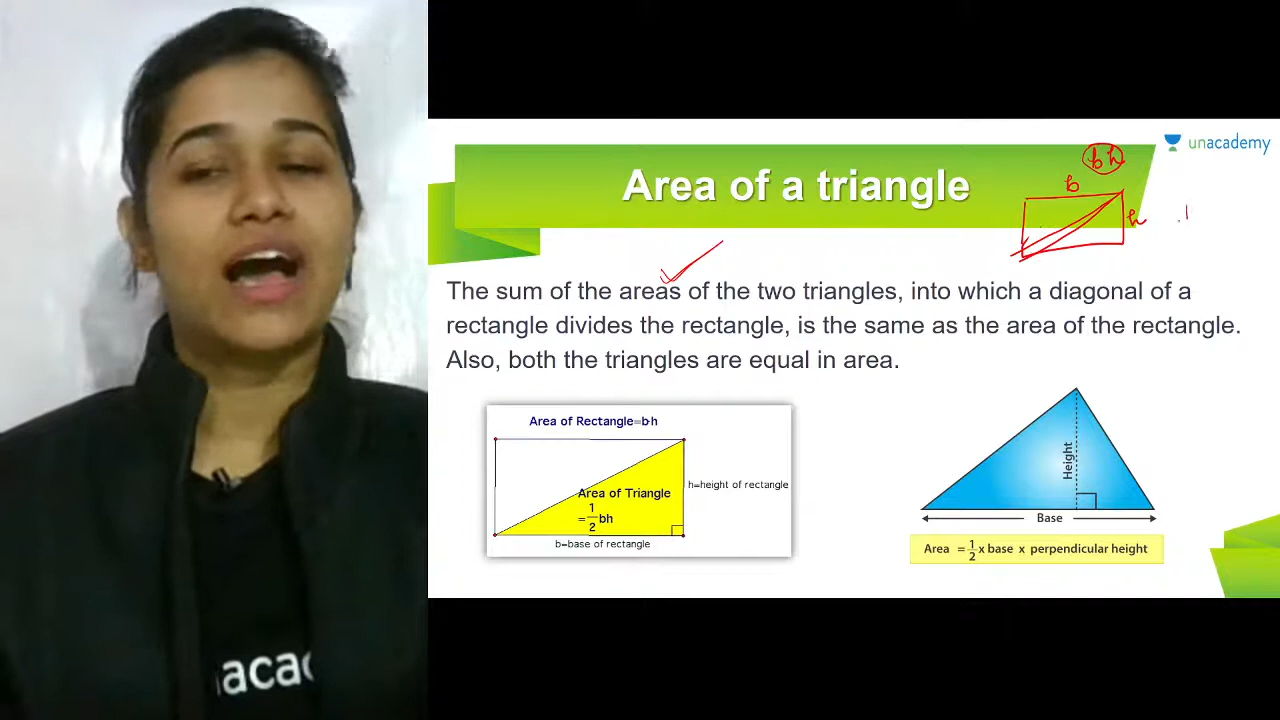 unacademy
bh
Area of a triangle
b
h
The sum of the areas of the two triangles, into which a diagonal of a
rectangle divides the rectangle, is the same as the area of the rectangle.
Also, both the triangles are equal in area.
Area of Rectangle=b·h
Area of Triangle
=1/2 bh
h=height of rectangle
b=base of rectangle
Height
Base
Area = 1/2 x base x perpendicular height
unacad